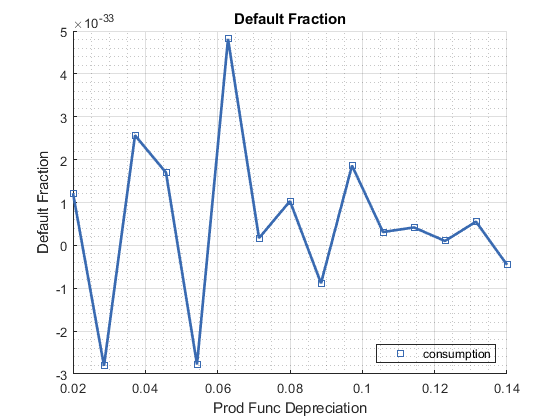 Default Fraction
×10⁻³³
5
4
3
2
1
0
-1
-2
-3
Default Fraction
consumption
0.02 0.04 0.06 0.08 0.1 0.12 0.14
Prod Func Depreciation